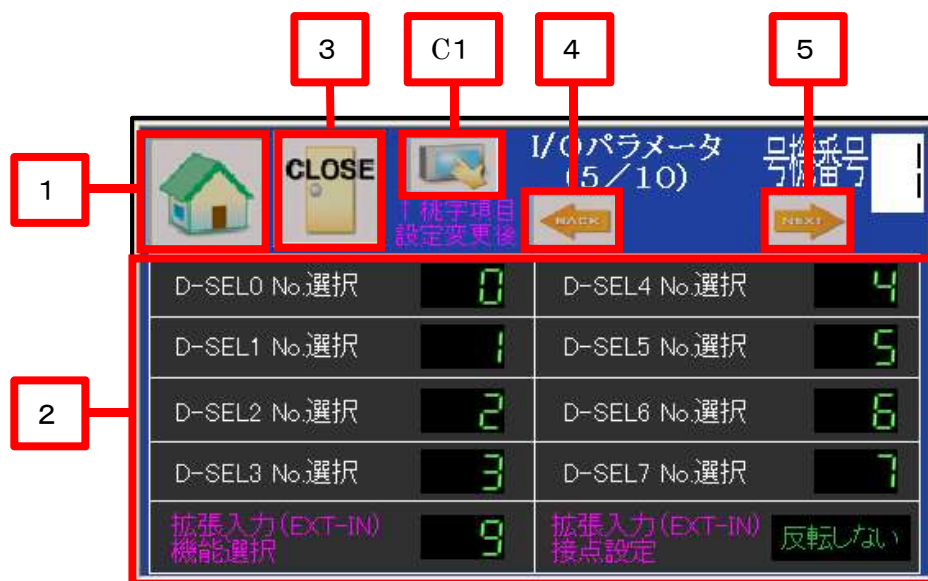 3 C1 4 5
1
CLOSE
I/Oパラメータ
(5/10)
号機番号
1
↑桃字項目
設定変更後
BACK
NEXT
2
D-SEL0 No.選択 0 D-SEL4 No.選択 4
D-SEL1 No.選択 1 D-SEL5 No.選択 5
D-SEL2 No.選択 2 D-SEL6 No.選択 6
D-SEL3 No.選択 3 D-SEL7 No.選択 7
拡張入力(EXT-IN)
機能選択
9
拡張入力(EXT-IN)
接点設定
反転しない